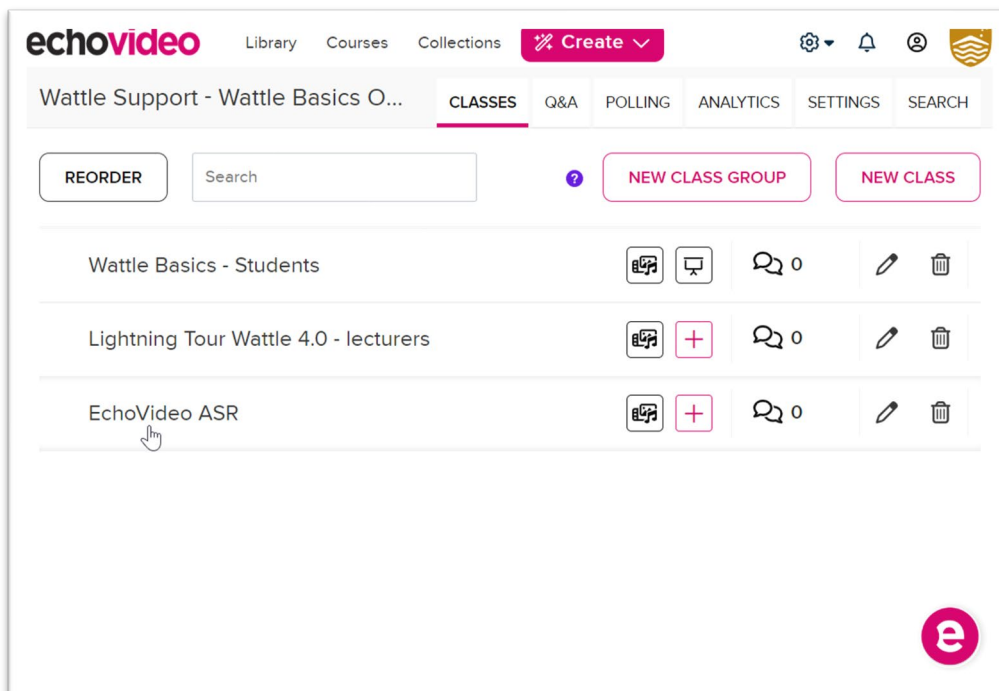 echovideo Library Courses Collections Create
Wattle Support - Wattle Basics O... CLASSES Q&A POLLING ANALYTICS SETTINGS SEARCH
REORDER Search ? NEW CLASS GROUP NEW CLASS
Wattle Basics - Students 0
Lightning Tour Wattle 4.0 - lecturers 0
EchoVideo ASR 0
e